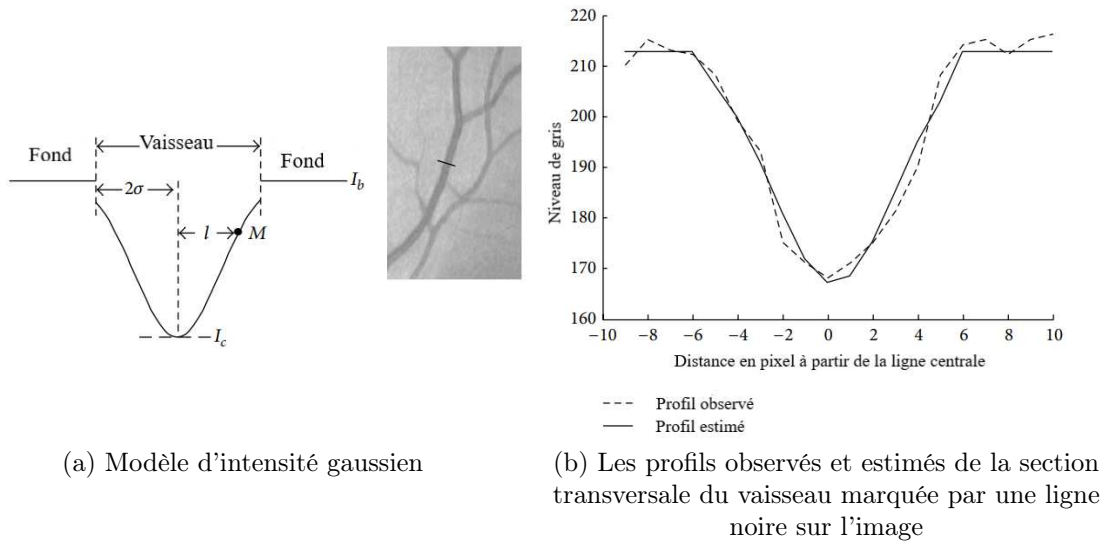 Vaisseau
Fond
Fond
2σ
I_b
l
M
I_c
Niveau de gris
220
210
200
190
180
170
160
−10 −8 −6 −4 −2 0 2 4 6 8 10
Distance en pixel à partir de la ligne centrale
Profil observé
Profil estimé
(a) Modèle d'intensité gaussien
(b) Les profils observés et estimés de la section
transversale du vaisseau marquée par une ligne
noire sur l'image